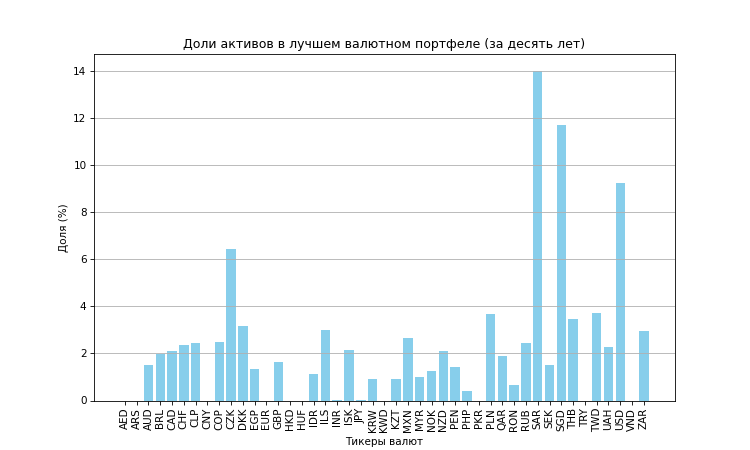 Доли активов в лучшем валютном портфеле (за десять лет)
Доля (%)
14
12
10
8
6
4
2
0
AED ARS AUD BRL CAD CHF CLP CNY COP CZK DKK EGP EUR GBP HKD HUF IDR ILS INR ISK JPY KRW KWD KZT MXN MYR NOK NZD PEN PHP PKR PLN QAR RON RUB SAR SEK SGD THB TRY TWD UAH USD VND ZAR
Тикеры валют